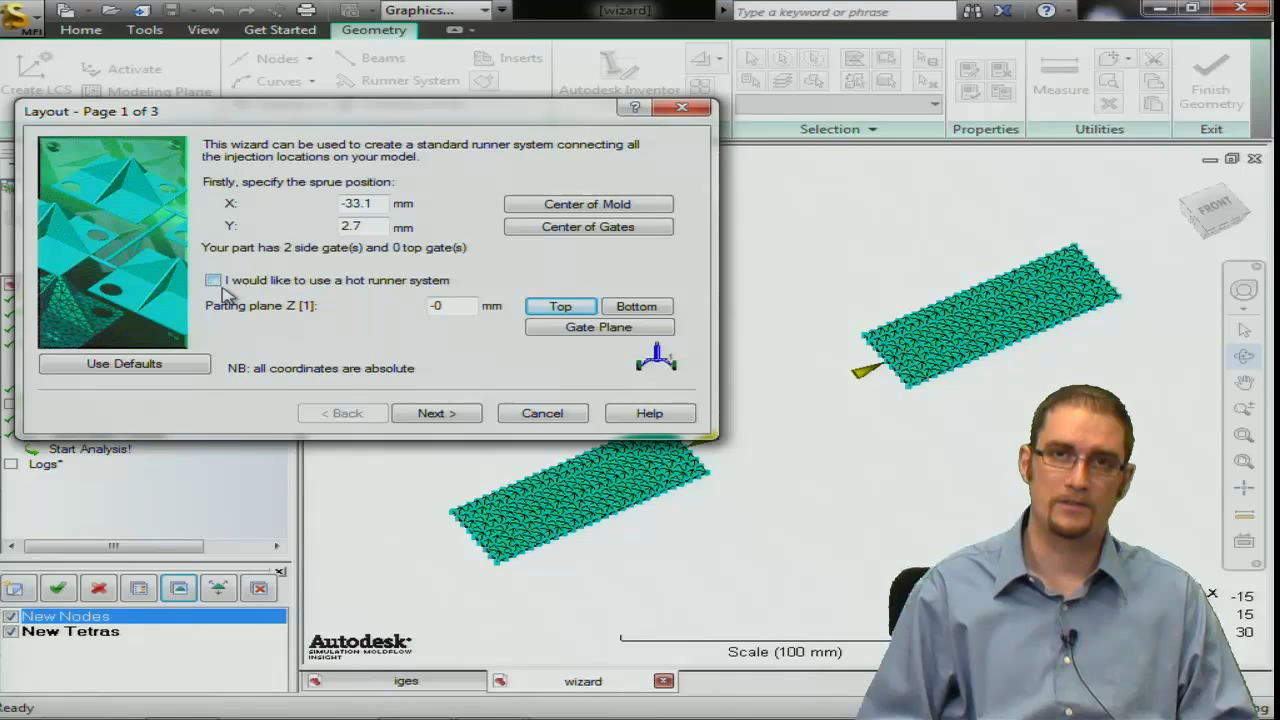 Graphics...
[wizard]
Type a keyword or phrase
MFI
Home
Tools
View
Get Started
Geometry
Create LCS
Activate
Modeling Plane
Nodes
Curves
Beams
Runner System
Inserts
Autodesk Inventor
Measure
Finish
Geometry
Selection
Properties
Utilities
Exit
Layout - Page 1 of 3
This wizard can be used to create a standard runner system connecting all
the injection locations on your model.
Firstly, specify the sprue position:
X: -33.1 mm
Center of Mold
Y: 2.7 mm
Center of Gates
Your part has 2 side gate(s) and 0 top gate(s)
I would like to use a hot runner system
Parting plane Z [1]: -0 mm
Top
Bottom
Gate Plane
Use Defaults
NB: all coordinates are absolute
< Back
Next >
Cancel
Help
FRONT
Start Analysis!
Logs*
New Nodes
New Tetras
Autodesk
SIMULATION MOLDFLOW
INSIGHT
Scale (100 mm)
-15
15
30
iges
wizard
Ready